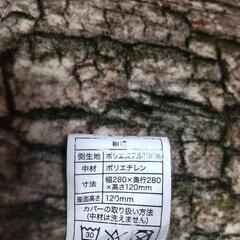 側生地 ポリエステル100%
中材 ポリエチレン
寸法 幅280×奥行280
×高さ120mm
座面高さ 120mm
カバーの取り扱い方法
(中材は洗えません)
30